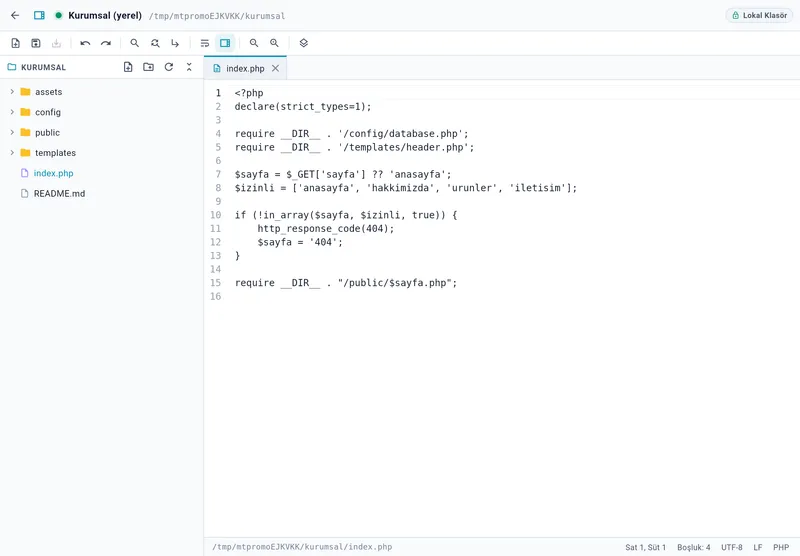 Kurumsal (yerel) /tmp/mtpromoEJKVKK/kurumsal
Lokal Klasör
KURUMSAL
index.php
assets
config
public
templates
index.php
README.md
1 <?php
2 declare(strict_types=1);
3
4 require __DIR__ . '/config/database.php';
5 require __DIR__ . '/templates/header.php';
6
7 $sayfa = $_GET['sayfa'] ?? 'anasayfa';
8 $izinli = ['anasayfa', 'hakkimizda', 'urunler', 'iletisim'];
9
10 if (!in_array($sayfa, $izinli, true)) {
11     http_response_code(404);
12     $sayfa = '404';
13 }
14
15 require __DIR__ . "/public/$sayfa.php";
16
/tmp/mtpromoEJKVKK/kurumsal/index.php
Sat 1, Süt 1 Boşluk: 4 UTF-8 LF PHP